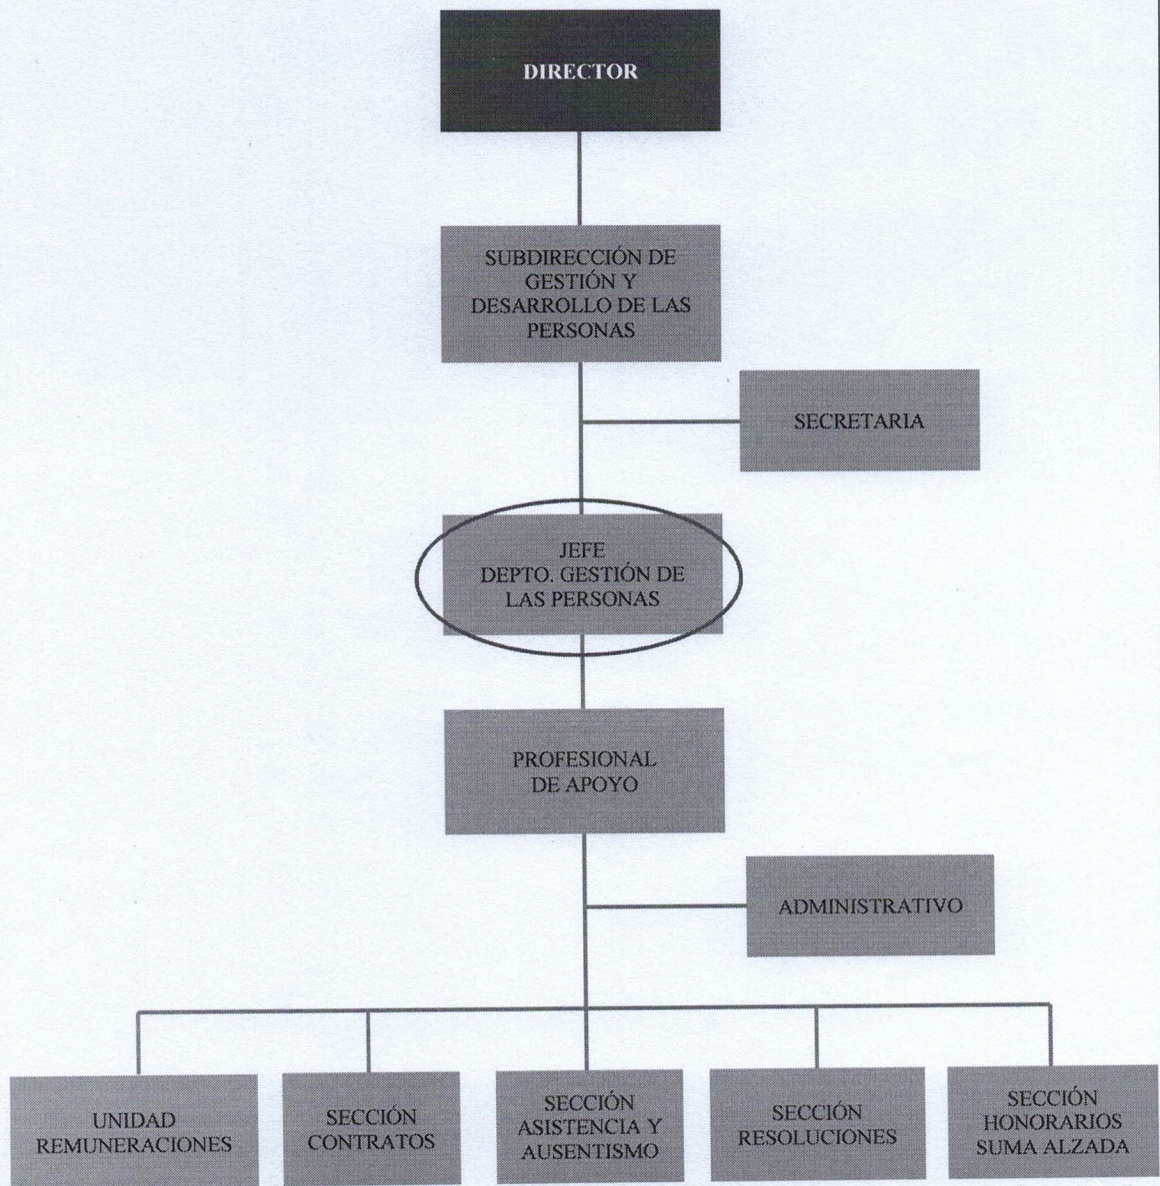 DIRECTOR
SUBDIRECCIÓN DE
GESTIÓN Y
DESARROLLO DE LAS
PERSONAS
SECRETARIA
JEFE
DEPTO. GESTIÓN DE
LAS PERSONAS
PROFESIONAL
DE APOYO
ADMINISTRATIVO
UNIDAD
REMUNERACIONES
SECCIÓN
CONTRATOS
SECCIÓN
ASISTENCIA Y
AUSENTISMO
SECCIÓN
RESOLUCIONES
SECCIÓN
HONORARIOS
SUMA ALZADA